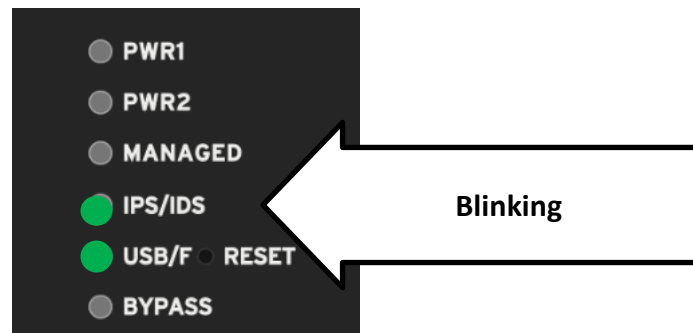 PWR1
PWR2
MANAGED
IPS/IDS
USB/F RESET
BYPASS
Blinking